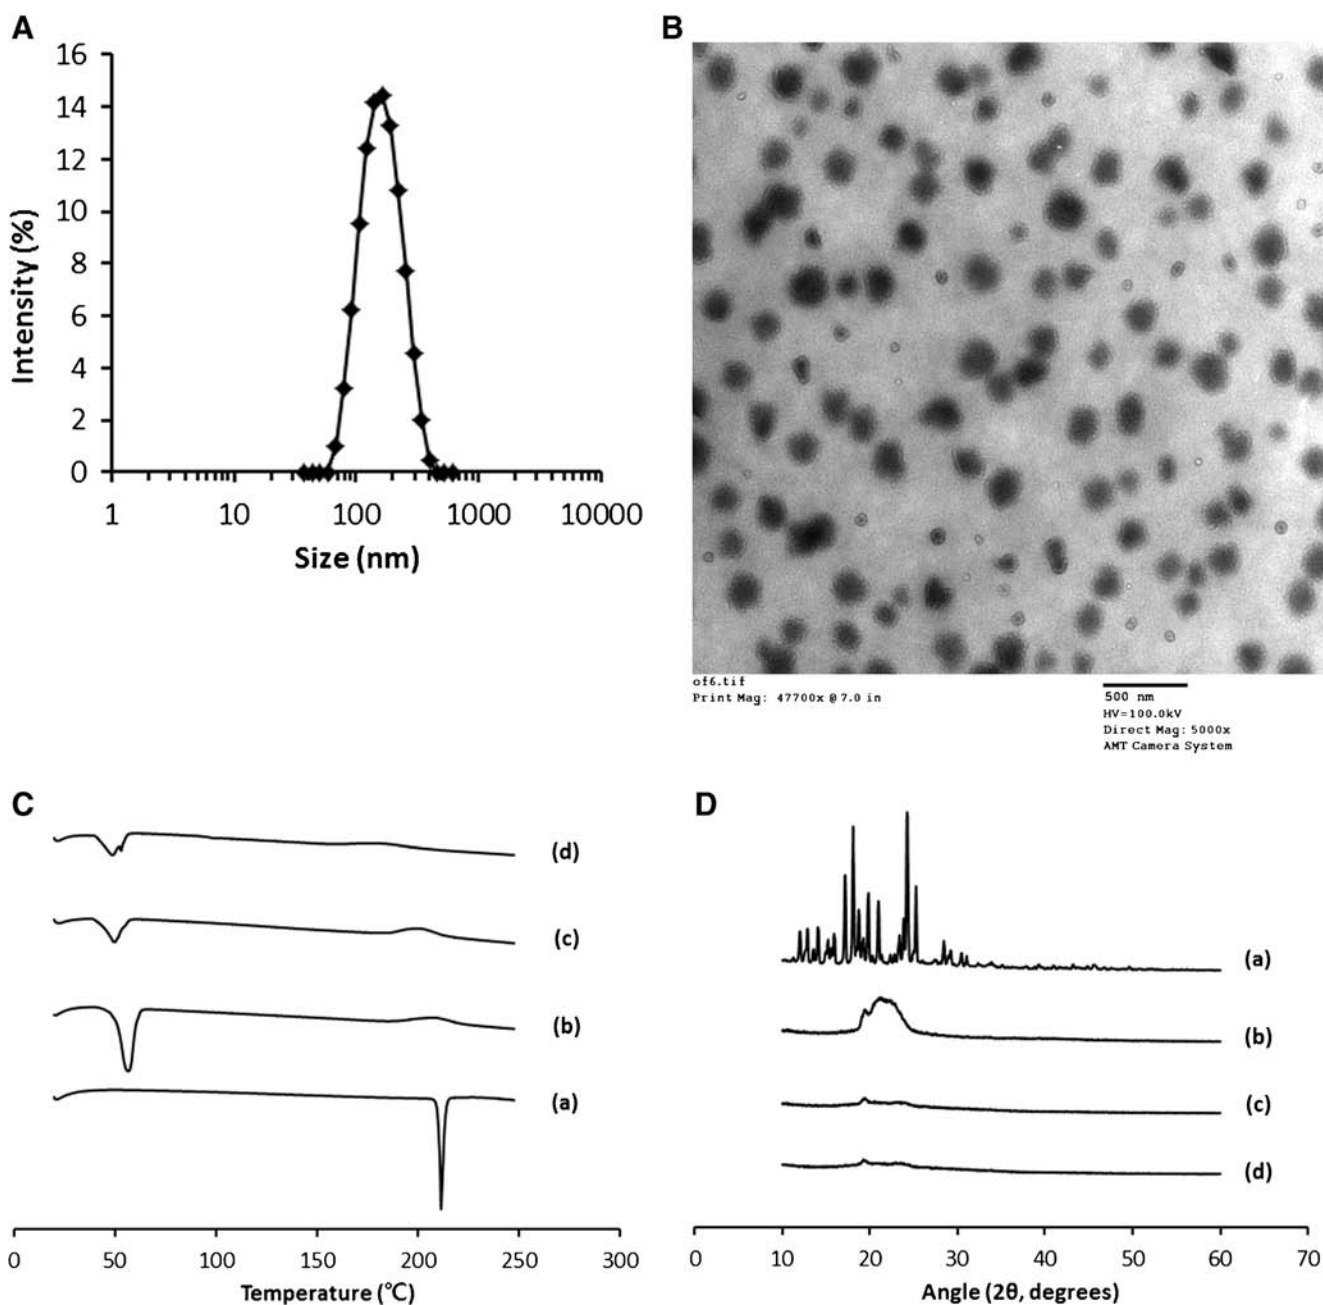 A
16
14
12
10
8
6
4
2
0
Intensity (%)
1 10 100 1000 10000
Size (nm)
B
of6.tif
Print Mag: 47700x @ 7.0 in
500 nm
HV=100.0kV
Direct Mag: 5000x
AMT Camera System
C
(d)
(c)
(b)
(a)
0 50 100 150 200 250 300
Temperature (℃)
D
(a)
(b)
(c)
(d)
0 10 20 30 40 50 60 70
Angle (2θ, degrees)